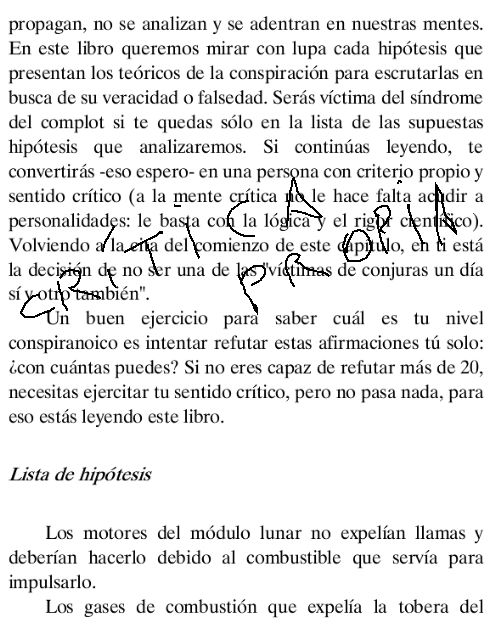 propagan, no se analizan y se adentran en nuestras mentes.
En este libro queremos mirar con lupa cada hipótesis que
presentan los teóricos de la conspiración para escrutarlas en
busca de su veracidad o falsedad. Serás víctima del síndrome
del complot si te quedas sólo en la lista de las supuestas
hipótesis que analizaremos. Si continúas leyendo, te
convertirás -eso espero- en una persona con criterio propio y
sentido crítico (a la mente crítica no le hace falta acudir a
personalidades: le basta con la lógica y el rigor científico).
Volviendo a la cita del comienzo de este capítulo, en ti está
la decisión de no ser una de las "víctimas de conjuras un día
sí y otro también".
CRITICA
PROPIA
Un buen ejercicio para saber cuál es tu nivel
conspiranoico es intentar refutar estas afirmaciones tú solo:
¿con cuántas puedes? Si no eres capaz de refutar más de 20,
necesitas ejercitar tu sentido crítico, pero no pasa nada, para
eso estás leyendo este libro.
Lista de hipótesis
Los motores del módulo lunar no expelían llamas y
deberían hacerlo debido al combustible que servía para
impulsarlo.
Los gases de combustión que expelía la tobera del